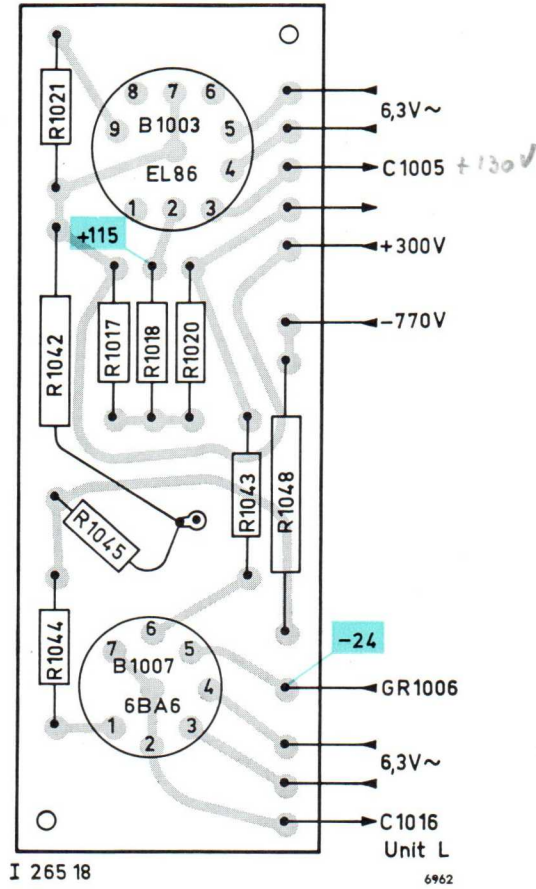 R1021
8 7 6
B1003
9 5
EL86
4
1 2 3
6,3V~
C1005 +130V
+115
+300V
-770V
R1042
R1017
R1018
R1020
R1043
R1048
R1045
R1044
6
7 5
B1007
6BA6
4
1 3
2
-24
GR1006
6,3V~
C1016
Unit L
I 265 18
6962